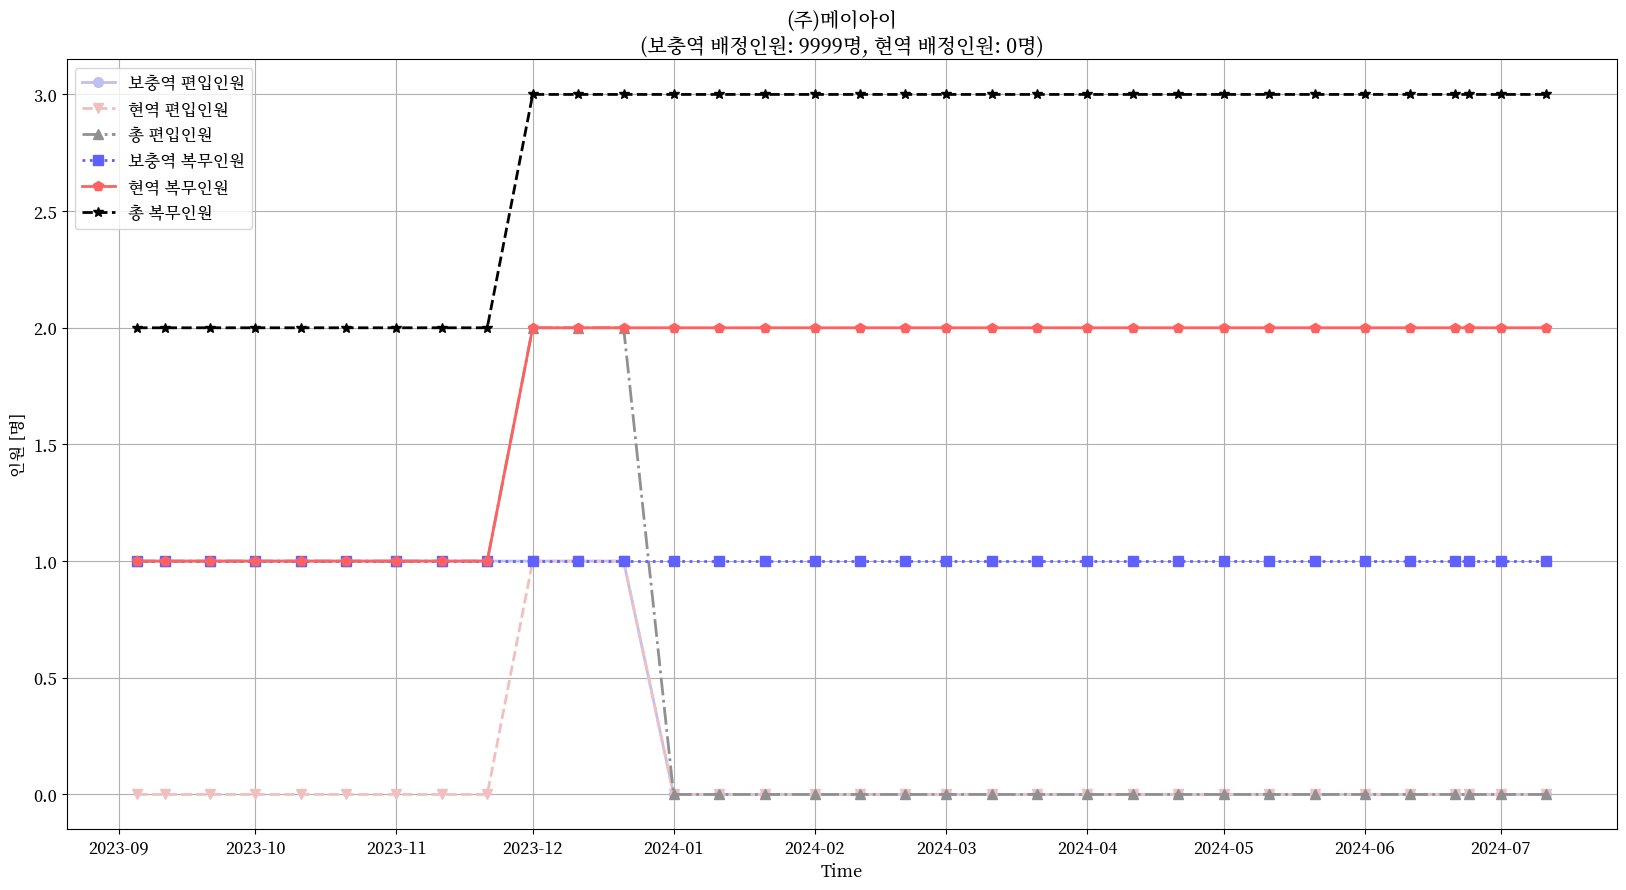 (주)메이아이
(보충역 배정인원: 9999명, 현역 배정인원: 0명)
보충역 편입인원
현역 편입인원
총 편입인원
보충역 복무인원
현역 복무인원
총 복무인원
3.0
2.5
2.0
1.5
1.0
0.5
0.0
인원 [명]
2023-09 2023-10 2023-11 2023-12 2024-01 2024-02 2024-03 2024-04 2024-05 2024-06 2024-07
Time